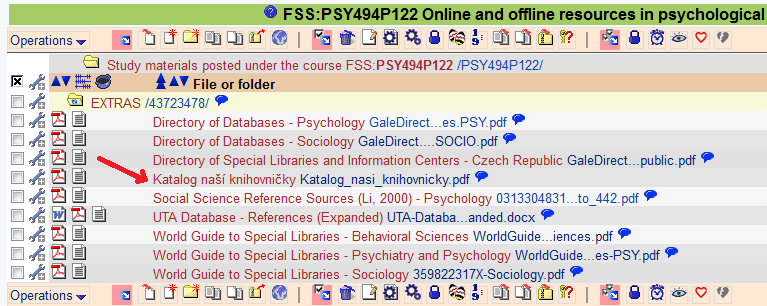 FSS:PSY494P122 Online and offline resources in psychological
Operations
Study materials posted under the course FSS:PSY494P122 /PSY494P122/
File or folder
EXTRAS /43723478/
Directory of Databases - Psychology GaleDirect...es.PSY.pdf
Directory of Databases - Sociology GaleDirect....SOCIO.pdf
Directory of Special Libraries and Information Centers - Czech Republic GaleDirect...public.pdf
Katalog naší knihovničky Katalog_nasi_knihovnicky.pdf
Social Science Reference Sources (Li, 2000) - Psychology 0313304831...to_442.pdf
UTA Database - References (Expanded) UTA-Databa...anded.docx
World Guide to Special Libraries - Behavioral Sciences WorldGuide...iences.pdf
World Guide to Special Libraries - Psychiatry and Psychology WorldGuide...es-PSY.pdf
World Guide to Special Libraries - Sociology 359822317X-Sociology.pdf
Operations